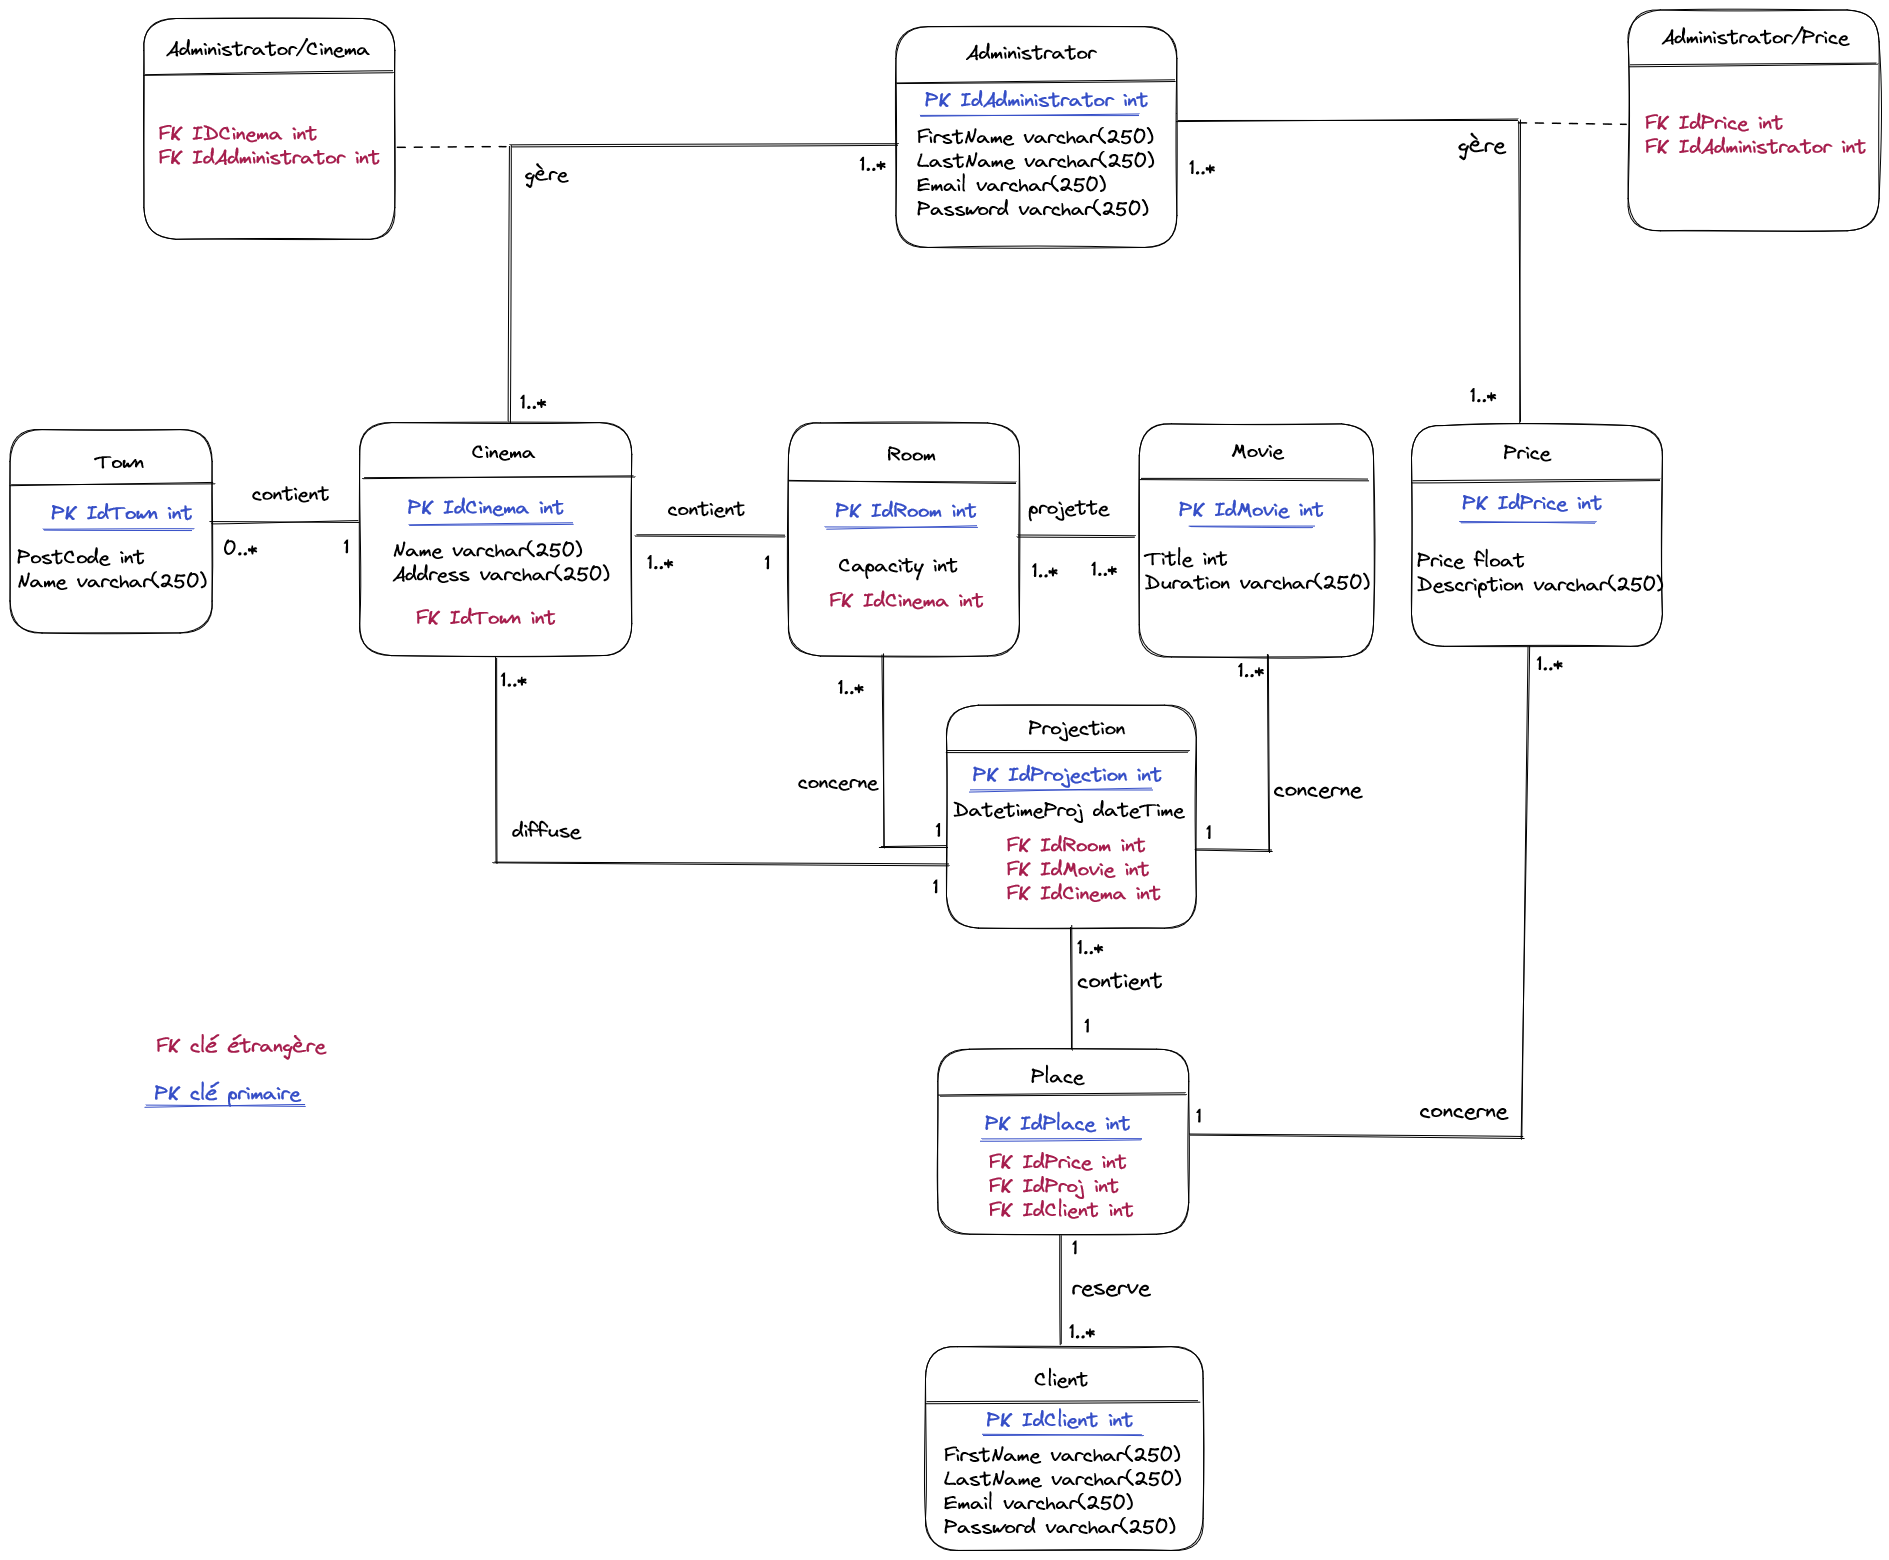 Administrator/Cinema
FK IDCinema int
FK IdAdministrator int
Administrator
PK IdAdministrator int
FirstName varchar(250)
LastName varchar(250)
Email varchar(250)
Password varchar(250)
Administrator/Price
FK IdPrice int
FK IdAdministrator int
gère
1..*
1..*
gère
1..*
1..*
Town
PK IdTown int
PostCode int
Name varchar(250)
contient
0..*
1
Cinema
PK IdCinema int
Name varchar(250)
Address varchar(250)
FK IdTown int
contient
1..*
1
Room
PK IdRoom int
Capacity int
FK IdCinema int
projette
1..*
1..*
Movie
PK IdMovie int
Title int
Duration varchar(250)
Price
PK IdPrice int
Price float
Description varchar(250)
1..*
1..*
1..*
1..*
diffuse
concerne
1
1
Projection
PK IdProjection int
DatetimeProj dateTime
FK IdRoom int
FK IdMovie int
FK IdCinema int
1
concerne
1..*
contient
1
FK clé étrangère
PK clé primaire
Place
PK IdPlace int
FK IdPrice int
FK IdProj int
FK IdClient int
1
concerne
1
reserve
1..*
Client
PK IdClient int
FirstName varchar(250)
LastName varchar(250)
Email varchar(250)
Password varchar(250)